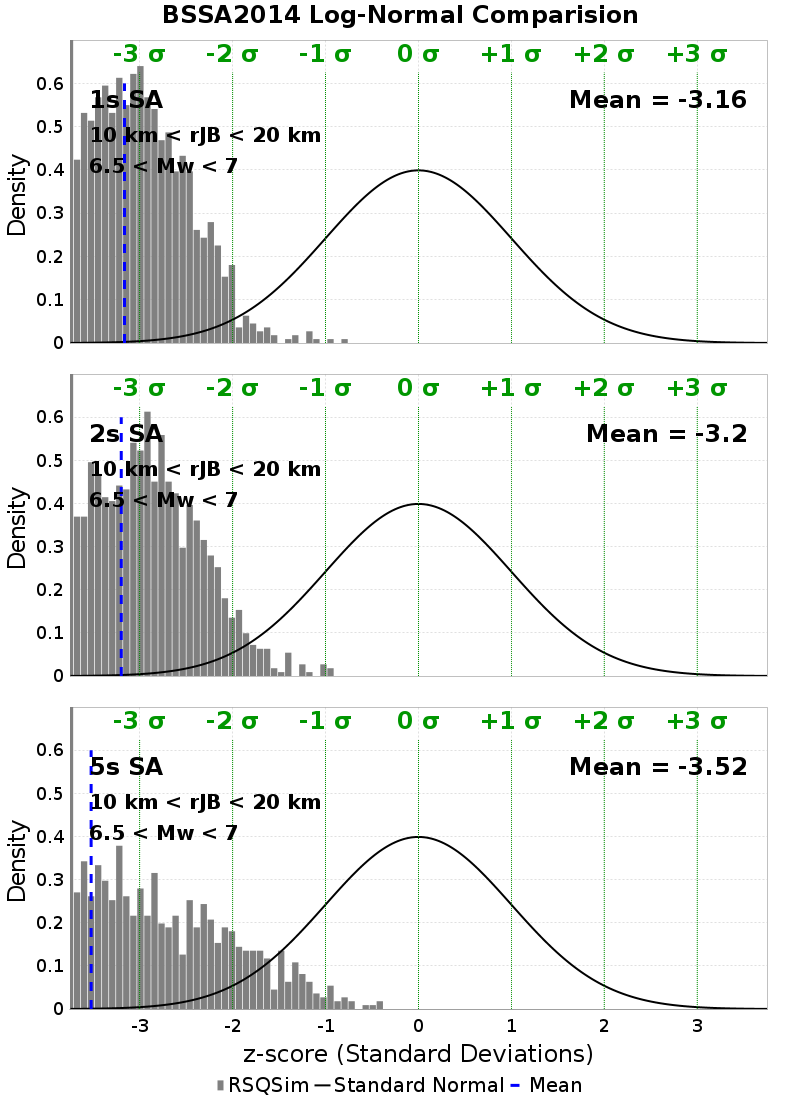 BSSA2014 Log-Normal Comparision
-3 σ -2 σ -1 σ 0 σ +1 σ +2 σ +3 σ
1s SA Mean = -3.16
10 km < rJB < 20 km
6.5 < Mw < 7
Density
0.6
0.5
0.4
0.3
0.2
0.1
0
-3 σ -2 σ -1 σ 0 σ +1 σ +2 σ +3 σ
2s SA Mean = -3.2
10 km < rJB < 20 km
6.5 < Mw < 7
Density
0.6
0.5
0.4
0.3
0.2
0.1
0
-3 σ -2 σ -1 σ 0 σ +1 σ +2 σ +3 σ
5s SA Mean = -3.52
10 km < rJB < 20 km
6.5 < Mw < 7
Density
0.6
0.5
0.4
0.3
0.2
0.1
0
-3 -2 -1 0 1 2 3
z-score (Standard Deviations)
RSQSim Standard Normal Mean